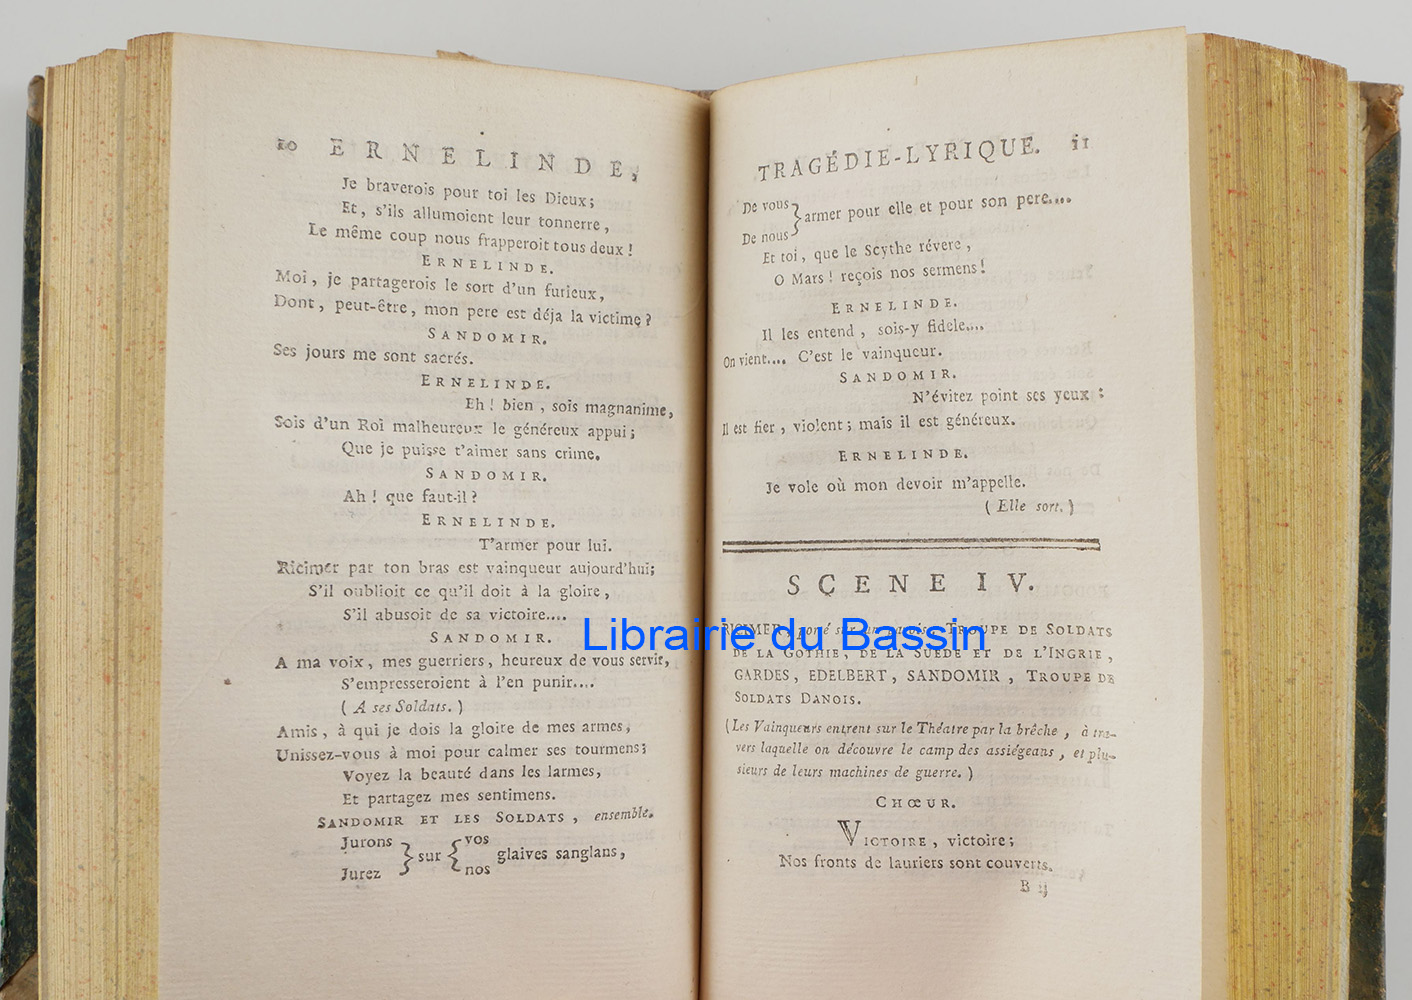 10 ERNELINDE,
Je braverois pour toi les Dieux;
Et, s'ils allumoient leur tonnerre,
Le même coup nous frapperoit tous deux!
ERNELINDE.
Moi, je partagerois le sort d'un furieux,
Dont, peut-être, mon pere est déja la victime?
SANDOMIR.
Ses jours me sont sacrés.
ERNELINDE.
Eh! bien, sois magnanime,
Sois d'un Roi malheureux le généreux appui;
Que je puisse t'aimer sans crime.
SANDOMIR.
Ah! que faut-il?
ERNELINDE.
T'armer pour lui.
Ricimer par ton bras est vainqueur aujourd'hui;
S'il oublioit ce qu'il doit à la gloire,
S'il abusoit de sa victoire....
SANDOMIR.
A ma voix, mes guerriers, heureux de vous servir,
S'empresseroient à l'en punir....
(A ses Soldats.)
Amis, à qui je dois la gloire de mes armes,
Unissez-vous à moi pour calmer ses tourmens;
Voyez la beauté dans les larmes,
Et partagez mes sentimens.
SANDOMIR ET LES SOLDATS, ensemble.
Jurons } sur { vos glaives sanglans,
Jurez nos
TRAGÉDIE-LYRIQUE. 11
De vous } armer pour elle et pour son pere....
De nous
Et toi, que le Scythe révere,
O Mars! reçois nos sermens!
ERNELINDE.
Il les entend, sois-y fidele....
On vient.... C'est le vainqueur.
SANDOMIR.
N'évitez point ses yeux:
Il est fier, violent; mais il est généreux.
ERNELINDE.
Je vole où mon devoir m'appelle.
(Elle sort.)
SCENE IV.
RICIMER, porté sur un pavois, TROUPE DE SOLDATS
DE LA GOTHIE, DE LA SUEDE ET DE L'INGRIE,
GARDES, EDELBERT, SANDOMIR, TROUPE DE
SOLDATS DANOIS.
(Les Vainqueurs entrent sur le Théatre par la brêche, à tra-
vers laquelle on découvre le camp des assiégeans, et plu-
sieurs de leurs machines de guerre.)
CHŒUR.
VICTOIRE, victoire;
Nos fronts de lauriers sont couverts.
B ij
Librairie du Bassin